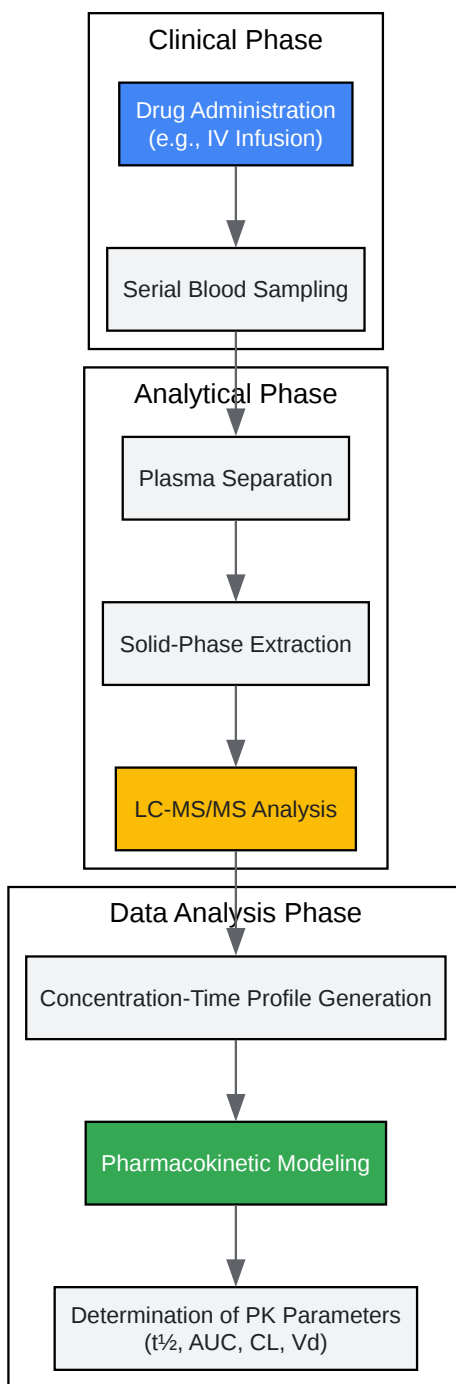 Clinical Phase
Drug Administration
(e.g., IV Infusion)
Serial Blood Sampling
Analytical Phase
Plasma Separation
Solid-Phase Extraction
LC-MS/MS Analysis
Data Analysis Phase
Concentration-Time Profile Generation
Pharmacokinetic Modeling
Determination of PK Parameters
(t½, AUC, CL, Vd)